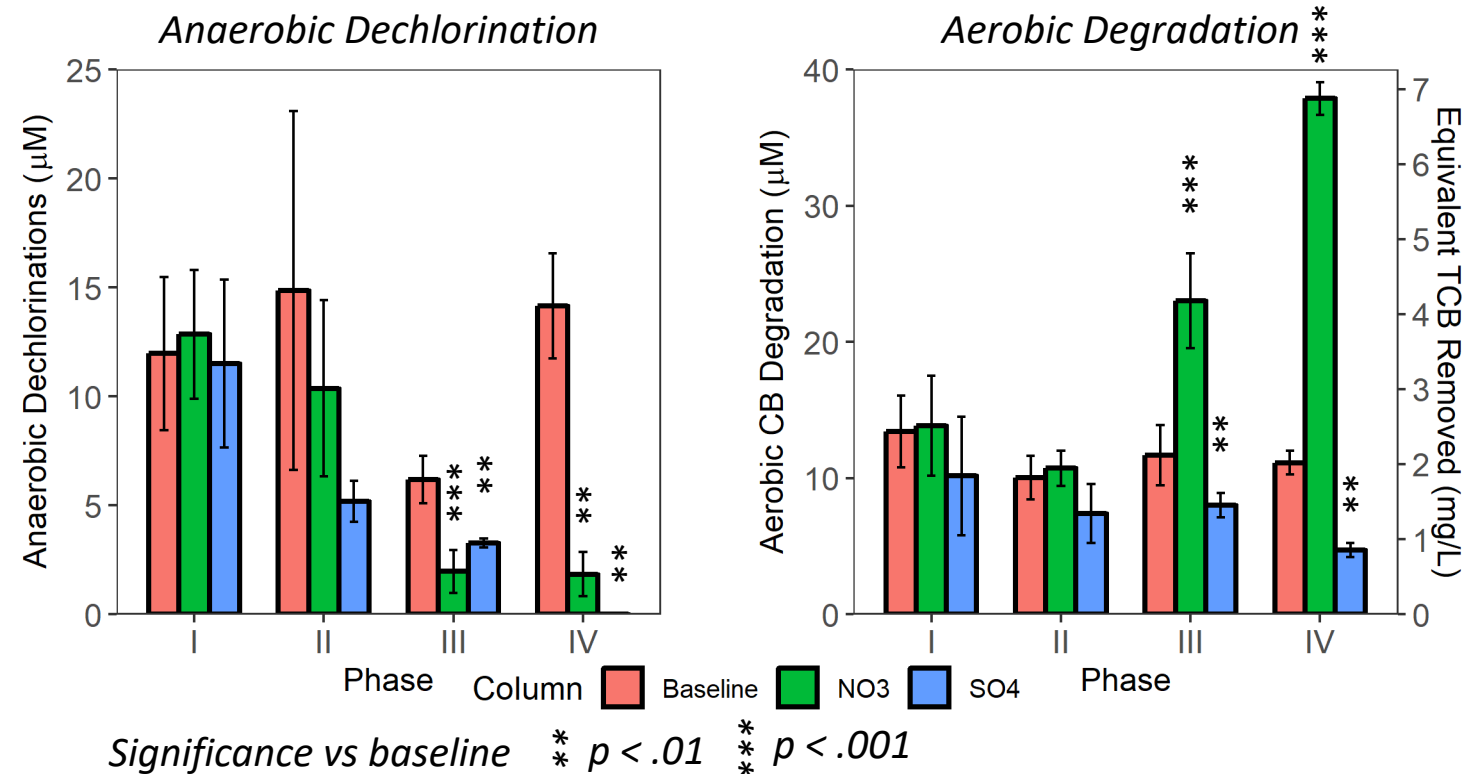 Anaerobic Dechlorination
Anaerobic Dechlorinations (μM)
25
20
15
10
5
0
***
**
**
**
I II III IV
Phase
Aerobic Degradation
Aerobic CB Degradation (μM)
40
30
20
10
0
***
**
***
**
7
6
5
4
3
2
1
0
Equivalent TCB Removed (mg/L)
I II III IV
Phase
Column Baseline NO3 SO4
Significance vs baseline ** p < .01 *** p < .001